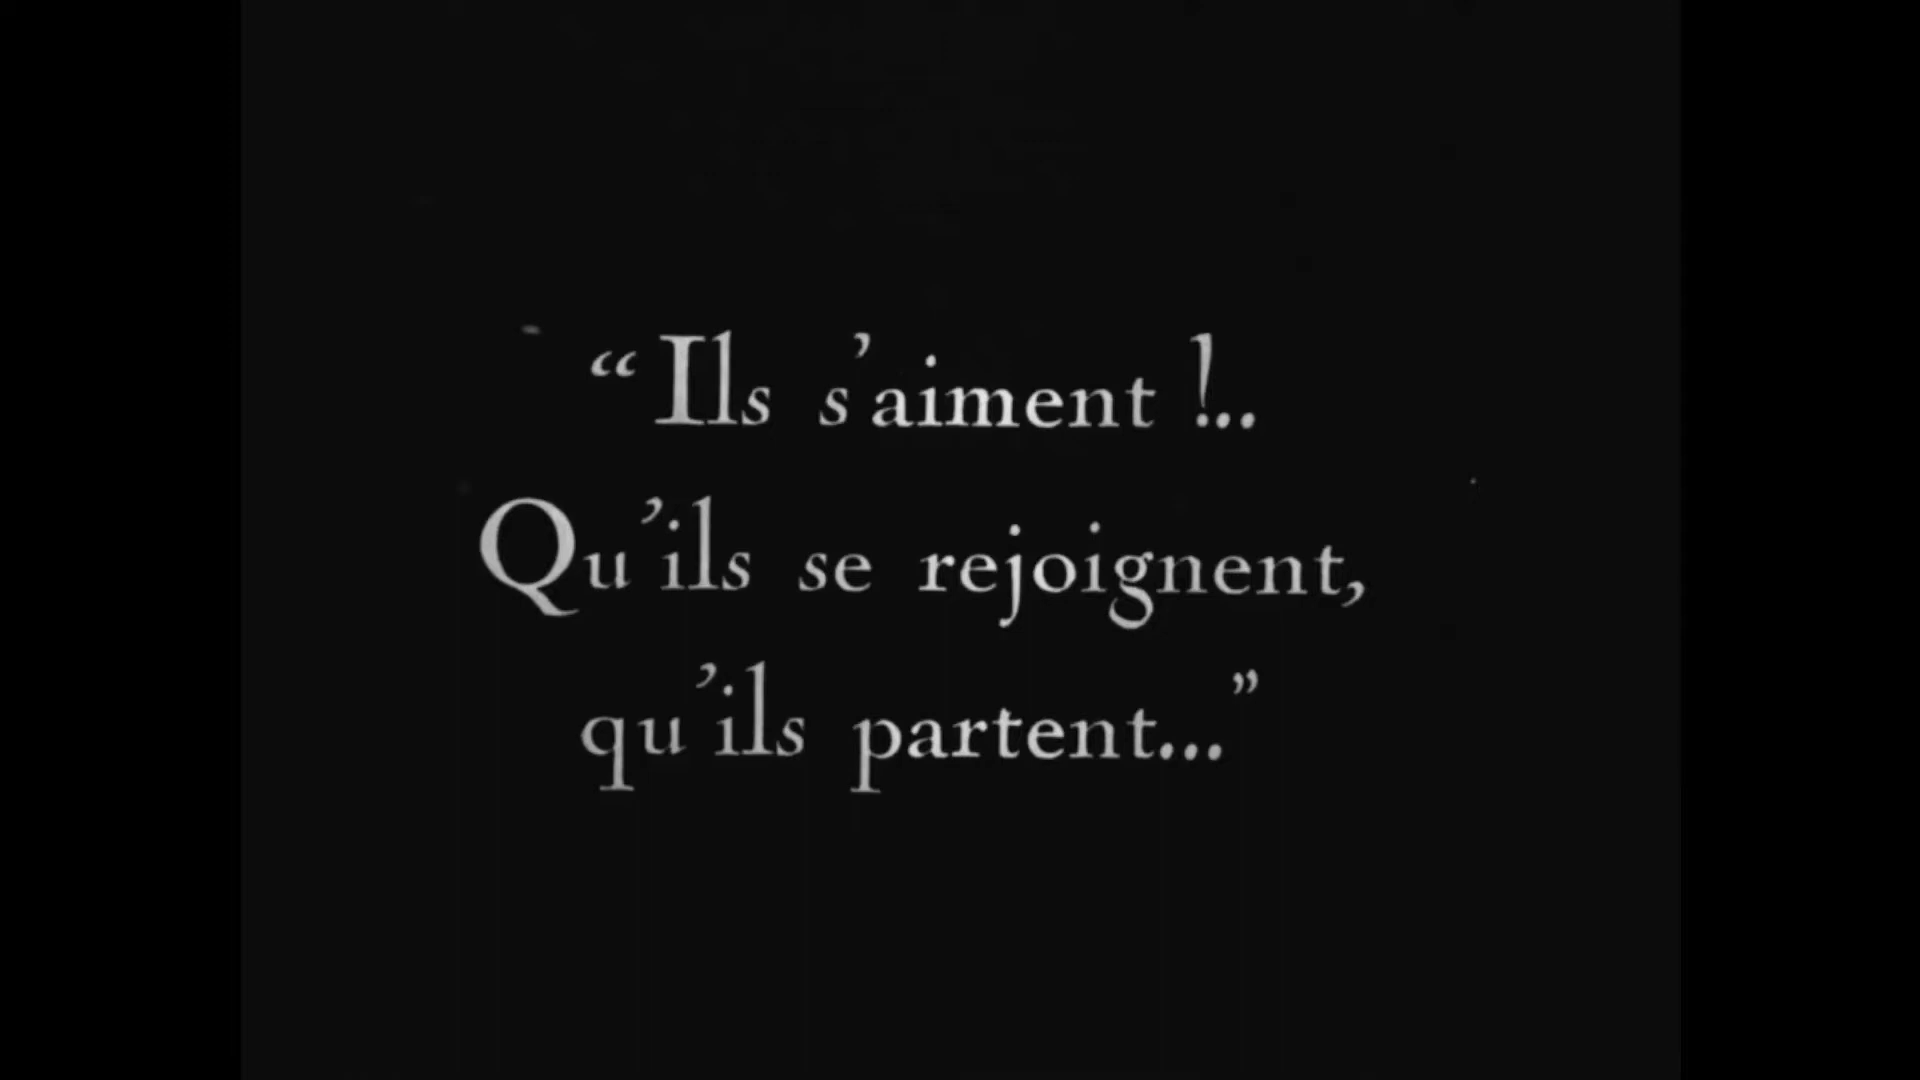 “Ils s’aiment !..
Qu’ils se rejoignent,
qu’ils partent...”